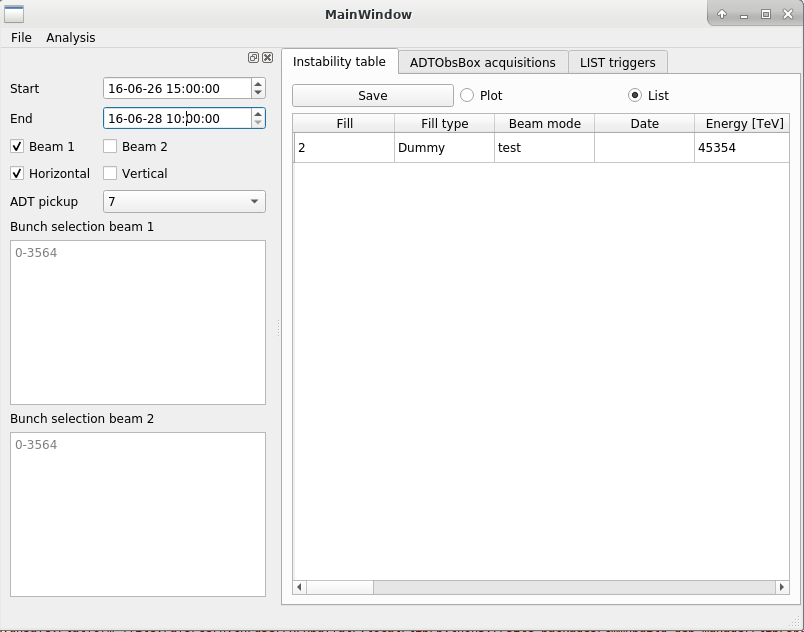 MainWindow
File Analysis
Start 16-06-26 15:00:00
End 16-06-28 10:00:00
Beam 1 Beam 2
Horizontal Vertical
ADT pickup 7
Bunch selection beam 1
0-3564
Bunch selection beam 2
0-3564
Instability table ADTObsBox acquisitions LIST triggers
Save Plot List
Fill Fill type Beam mode Date Energy [TeV]
2 Dummy test 45354